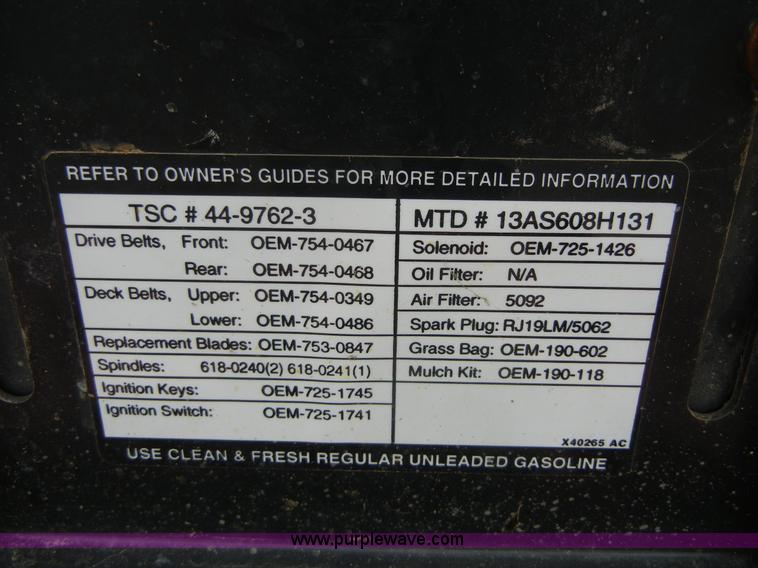 REFER TO OWNER'S GUIDES FOR MORE DETAILED INFORMATION
TSC # 44-9762-3
Drive Belts, Front: OEM-754-0467
Rear: OEM-754-0468
Deck Belts, Upper: OEM-754-0349
Lower: OEM-754-0486
Replacement Blades: OEM-753-0847
Spindles: 618-0240(2) 618-0241(1)
Ignition Keys: OEM-725-1745
Ignition Switch: OEM-725-1741
MTD # 13AS608H131
Solenoid: OEM-725-1426
Oil Filter: N/A
Air Filter: 5092
Spark Plug: RJ19LM/5062
Grass Bag: OEM-190-602
Mulch Kit: OEM-190-118
X40265 AC
USE CLEAN & FRESH REGULAR UNLEADED GASOLINE
www.purplewave.com